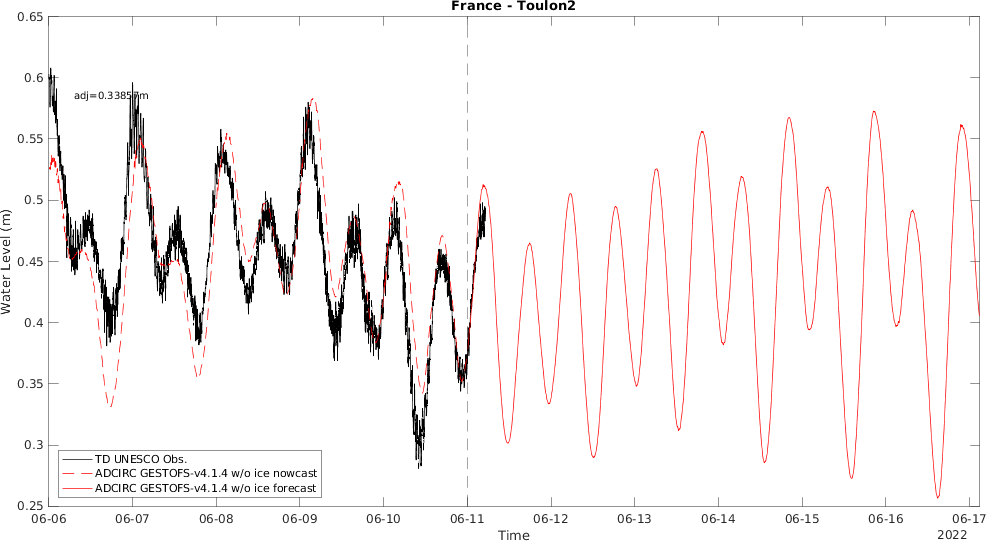 France - Toulon2
0.65
0.6
0.55
0.5
0.45
0.4
0.35
0.3
0.25
Water Level (m)
adj=0.33857m
TD UNESCO Obs.
ADCIRC GESTOFS-v4.1.4 w/o ice nowcast
ADCIRC GESTOFS-v4.1.4 w/o ice forecast
06-06 06-07 06-08 06-09 06-10 06-11 06-12 06-13 06-14 06-15 06-16 06-17
2022
Time